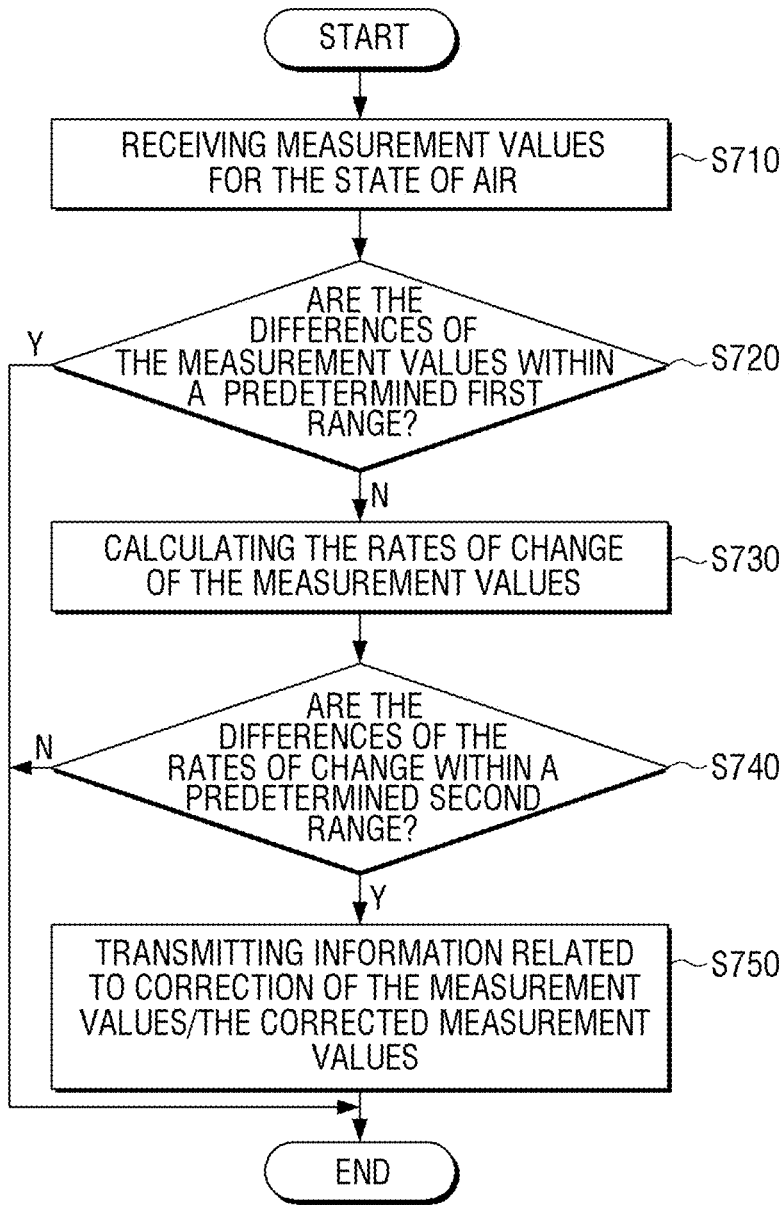 START
RECEIVING MEASUREMENT VALUES
FOR THE STATE OF AIR
S710
ARE THE
DIFFERENCES OF
THE MEASUREMENT VALUES WITHIN
A PREDETERMINED FIRST
RANGE?
S720
Y
N
CALCULATING THE RATES OF CHANGE
OF THE MEASUREMENT VALUES
S730
ARE THE
DIFFERENCES OF THE
RATES OF CHANGE WITHIN A
PREDETERMINED SECOND
RANGE?
S740
N
Y
TRANSMITTING INFORMATION RELATED
TO CORRECTION OF THE MEASUREMENT
VALUES/THE CORRECTED MEASUREMENT
VALUES
S750
END